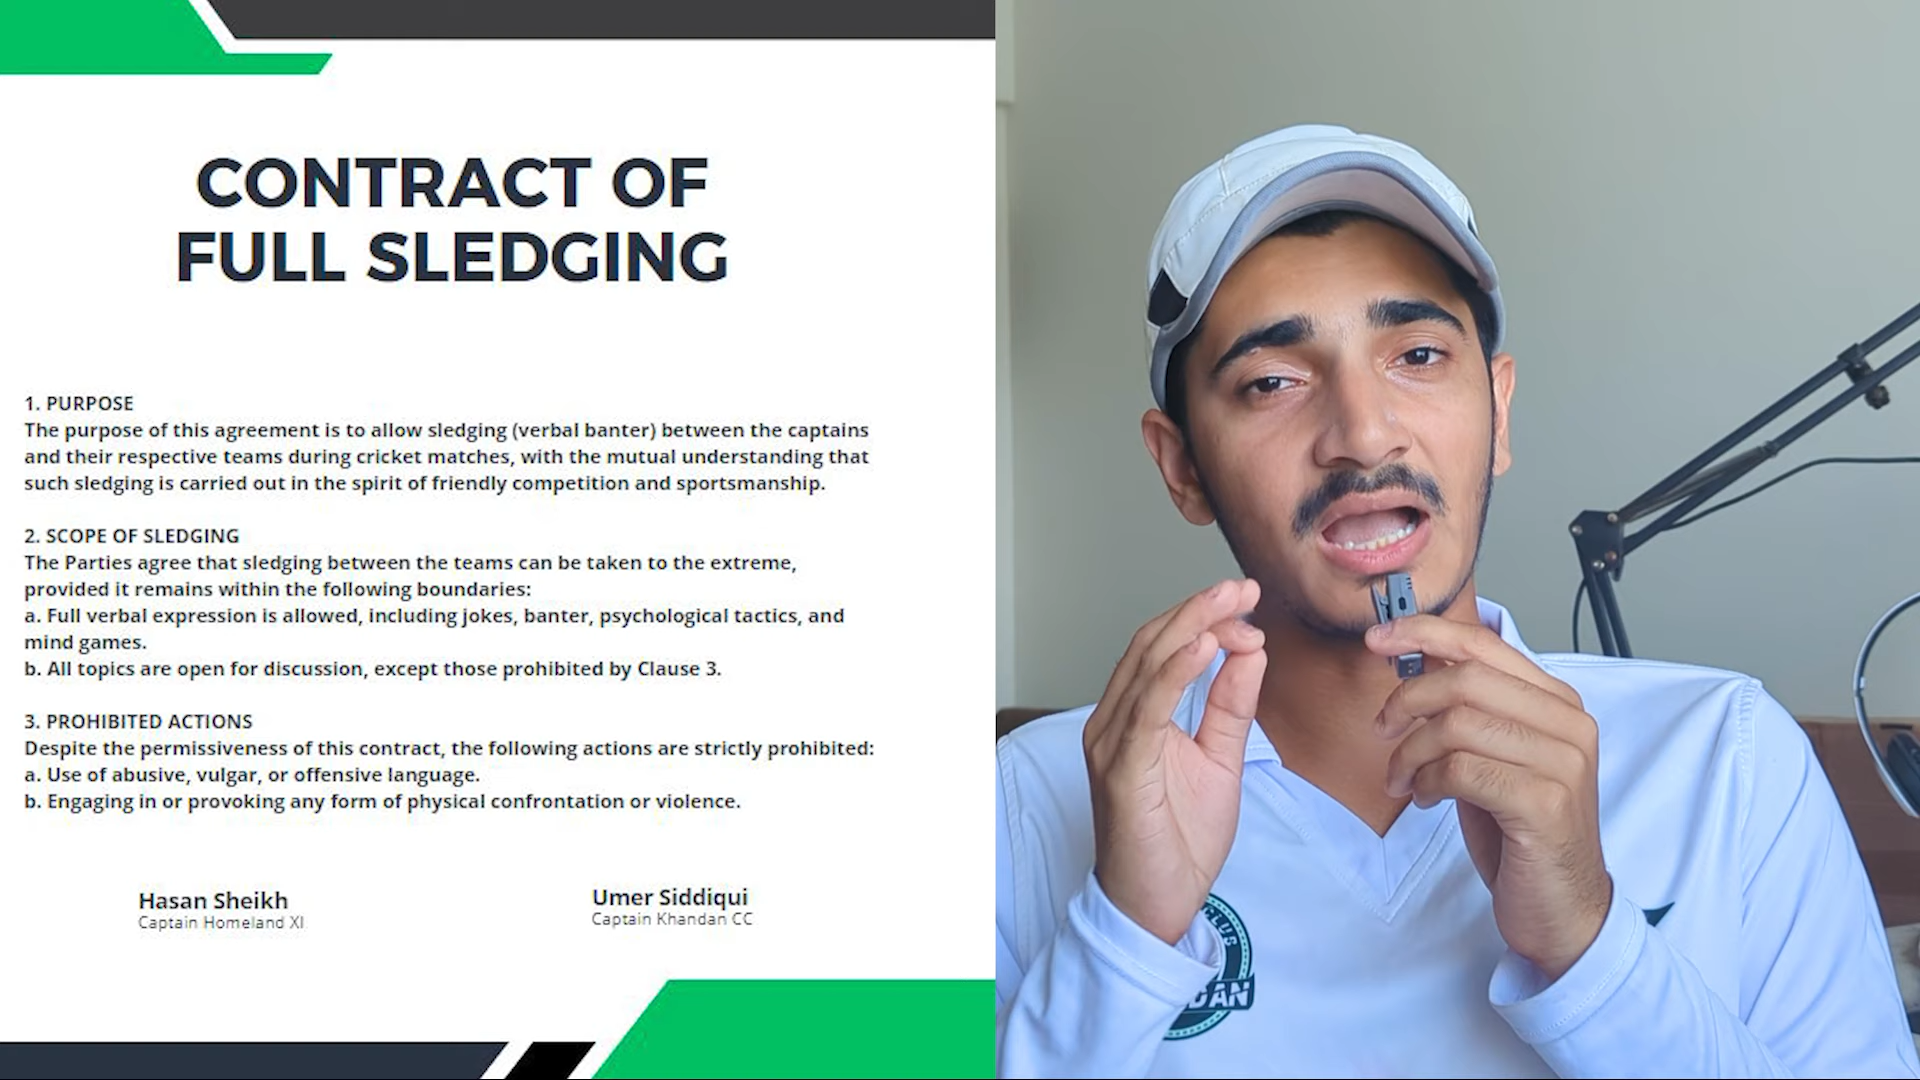 CONTRACT OF
FULL SLEDGING
1. PURPOSE
The purpose of this agreement is to allow sledging (verbal banter) between the captains
and their respective teams during cricket matches, with the mutual understanding that
such sledging is carried out in the spirit of friendly competition and sportsmanship.
2. SCOPE OF SLEDGING
The Parties agree that sledging between the teams can be taken to the extreme,
provided it remains within the following boundaries:
a. Full verbal expression is allowed, including jokes, banter, psychological tactics, and
mind games.
b. All topics are open for discussion, except those prohibited by Clause 3.
3. PROHIBITED ACTIONS
Despite the permissiveness of this contract, the following actions are strictly prohibited:
a. Use of abusive, vulgar, or offensive language.
b. Engaging in or provoking any form of physical confrontation or violence.
Hasan Sheikh
Captain Homeland XI
Umer Siddiqui
Captain Khandan CC